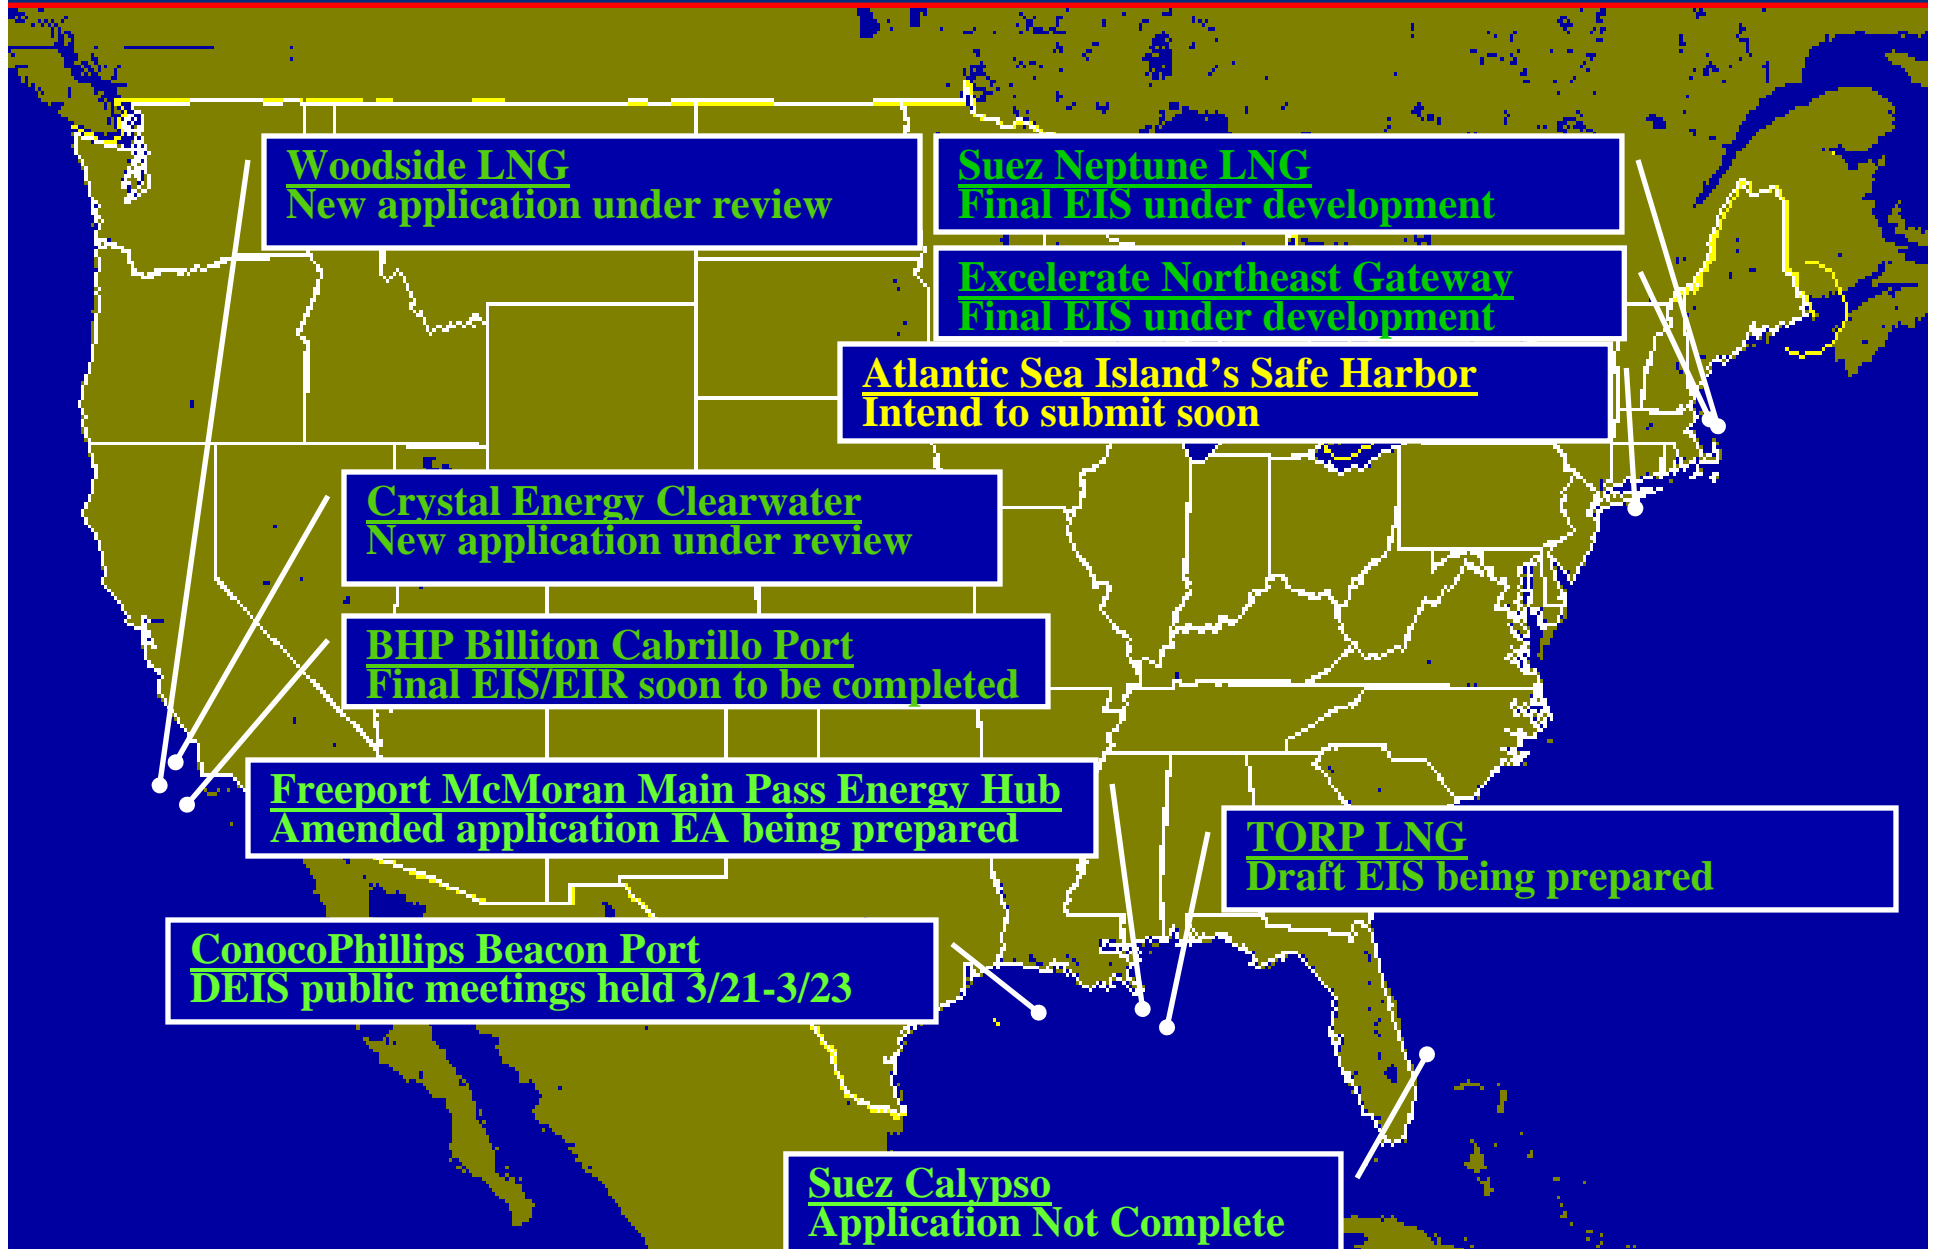 Woodside LNG
New application under review
Suez Neptune LNG
Final EIS under development
Excelerate Northeast Gateway
Final EIS under development
Atlantic Sea Island's Safe Harbor
Intend to submit soon
Crystal Energy Clearwater
New application under review
BHP Billiton Cabrillo Port
Final EIS/EIR soon to be completed
Freeport McMoran Main Pass Energy Hub
Amended application EA being prepared
TORP LNG
Draft EIS being prepared
ConocoPhillips Beacon Port
DEIS public meetings held 3/21-3/23
Suez Calypso
Application Not Complete